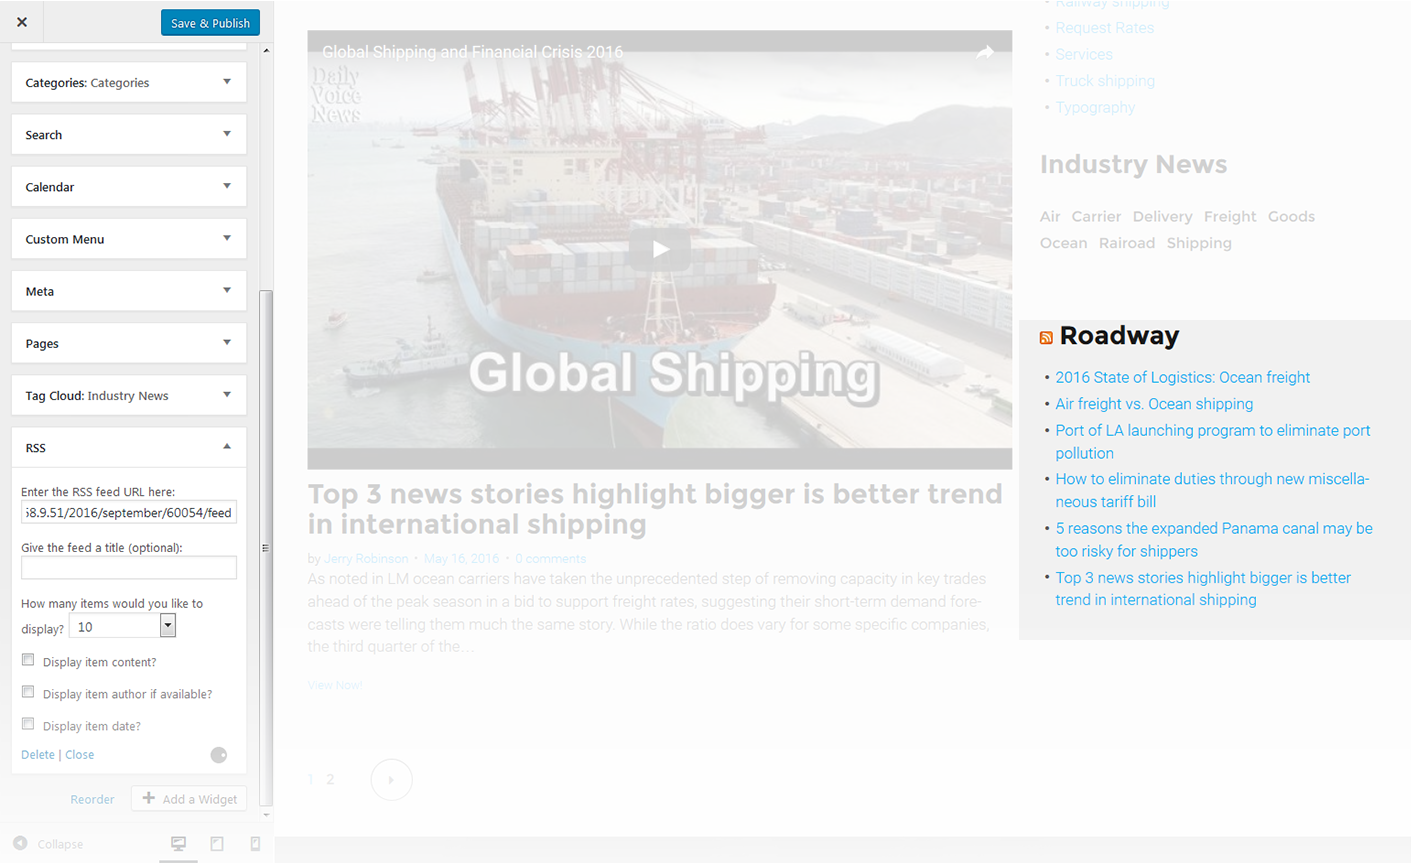 Save & Publish
Categories: Categories
Search
Calendar
Custom Menu
Meta
Pages
Tag Cloud: Industry News
RSS
Enter the RSS feed URL here:
58.9.51/2016/september/60054/feed
Give the feed a title (optional):
How many items would you like to
display? 10
Display item content?
Display item author if available?
Display item date?
Delete | Close
Reorder
Add a Widget
Collapse
Global Shipping and Financial Crisis 2016
Daily
Voice
News
Global Shipping
Top 3 news stories highlight bigger is better trend
in international shipping
by Jerry Robinson • May 16, 2016 • 0 comments
As noted in LM ocean carriers have taken the unprecedented step of removing capacity in key trades
ahead of the peak season in a bid to support freight rates, suggesting their short-term demand fore-
casts were telling them much the same story. While the ratio does vary for some specific companies,
the third quarter of the…
View Now!
1 2
• Railway shipping
• Request Rates
• Services
• Truck shipping
• Typography
Industry News
Air Carrier Delivery Freight Goods
Ocean Rairoad Shipping
Roadway
• 2016 State of Logistics: Ocean freight
• Air freight vs. Ocean shipping
• Port of LA launching program to eliminate port
pollution
• How to eliminate duties through new miscella-
neous tariff bill
• 5 reasons the expanded Panama canal may be
too risky for shippers
• Top 3 news stories highlight bigger is better
trend in international shipping